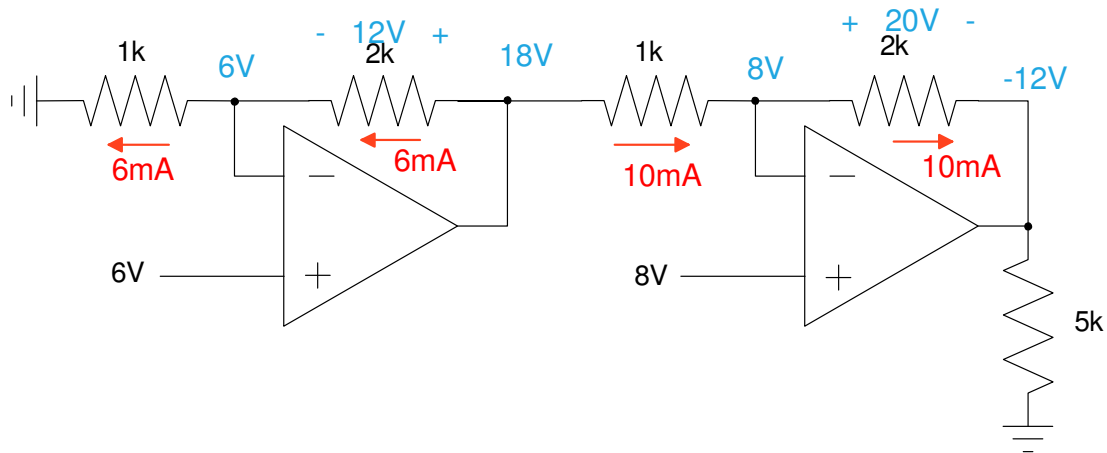 - 12V +
+ 20V -
1k
6V
2k
18V
1k
8V
2k
-12V
6mA
6mA
10mA
10mA
−
−
6V
+
8V
+
5k